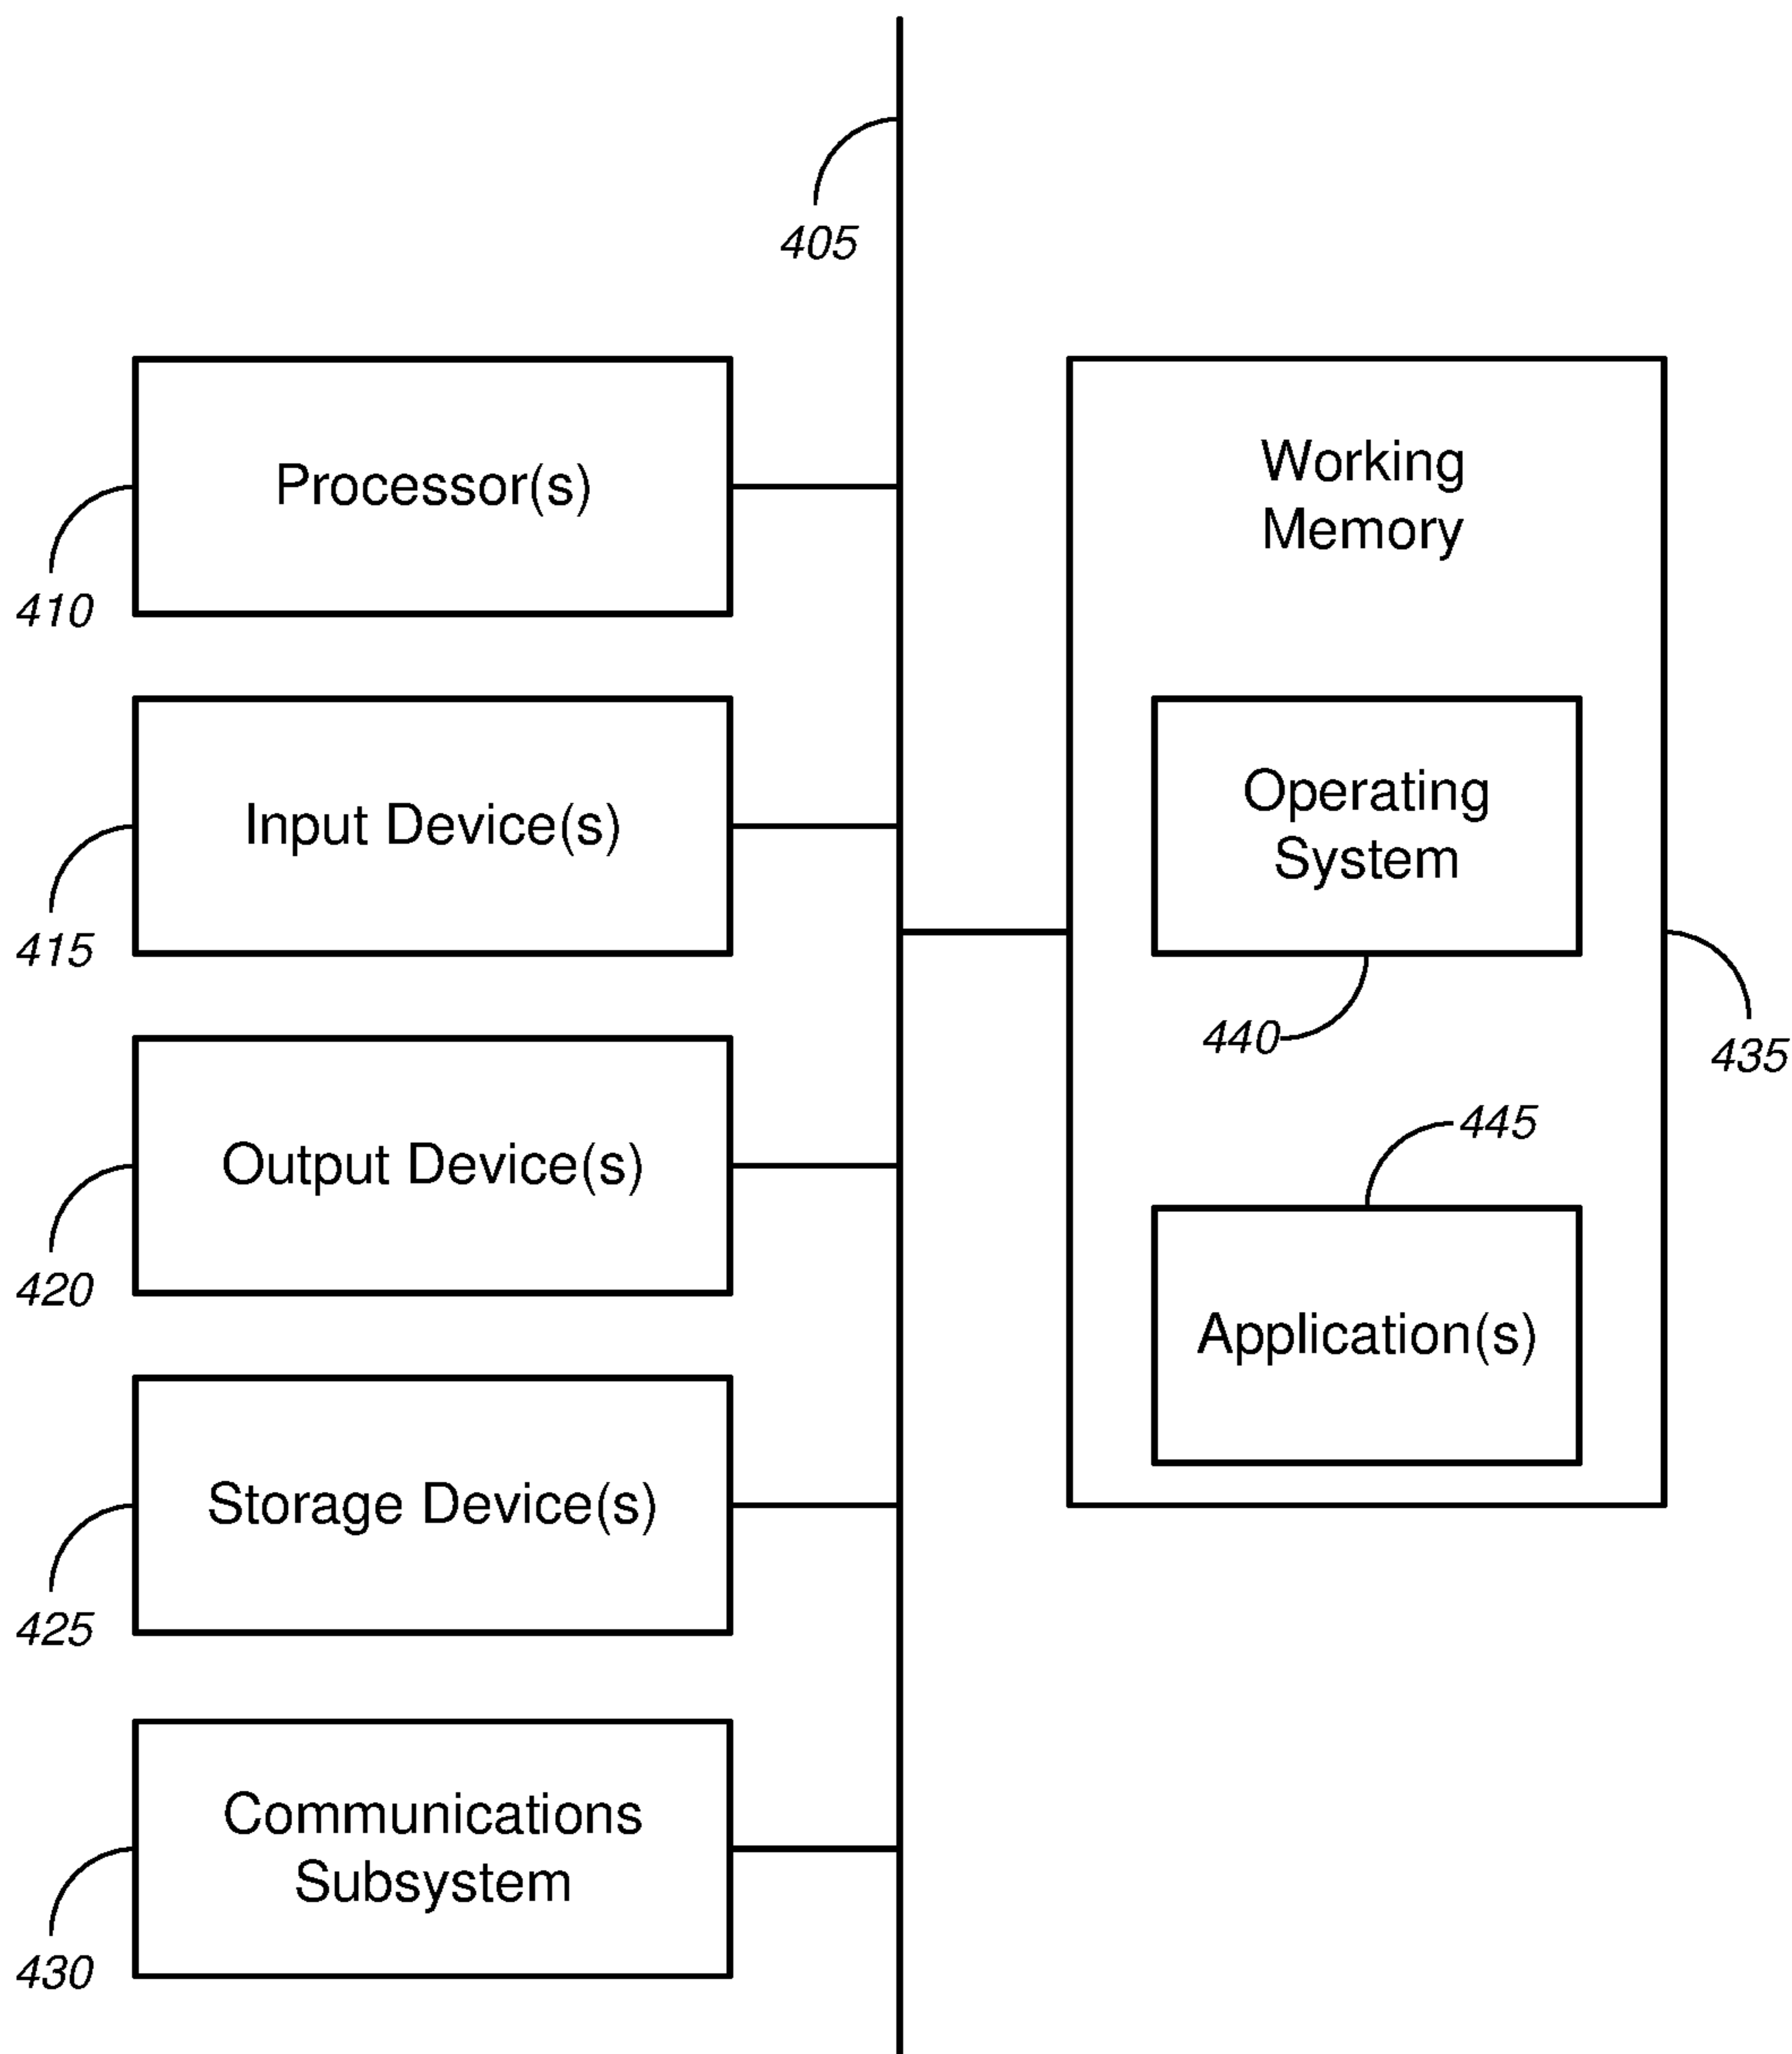 405
Processor(s)
410
Input Device(s)
415
Output Device(s)
420
Storage Device(s)
425
Communications
Subsystem
430
Working
Memory
Operating
System
440
435
445
Application(s)